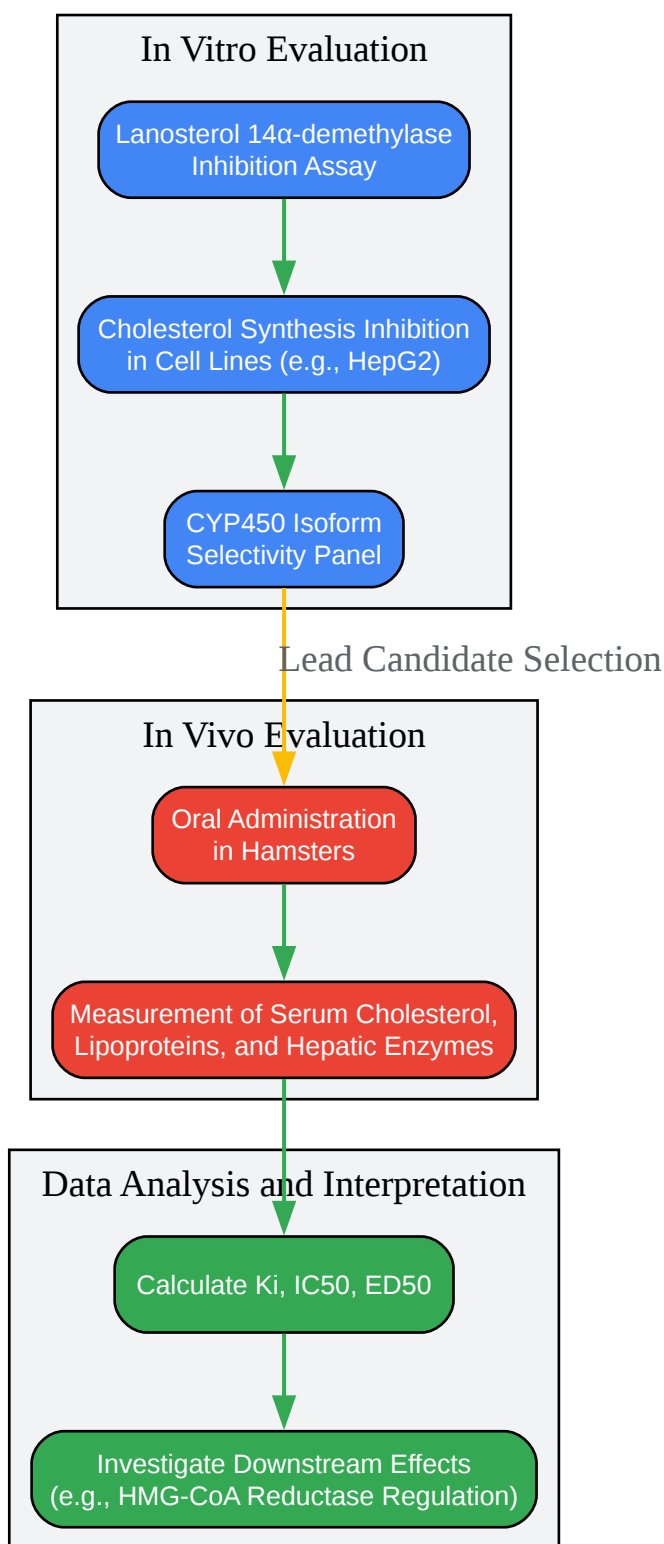 In Vitro Evaluation
Lanosterol 14α-demethylase
Inhibition Assay
Cholesterol Synthesis Inhibition
in Cell Lines (e.g., HepG2)
CYP450 Isoform
Selectivity Panel
Lead Candidate Selection
In Vivo Evaluation
Oral Administration
in Hamsters
Measurement of Serum Cholesterol,
Lipoproteins, and Hepatic Enzymes
Data Analysis and Interpretation
Calculate Ki, IC50, ED50
Investigate Downstream Effects
(e.g., HMG-CoA Reductase Regulation)